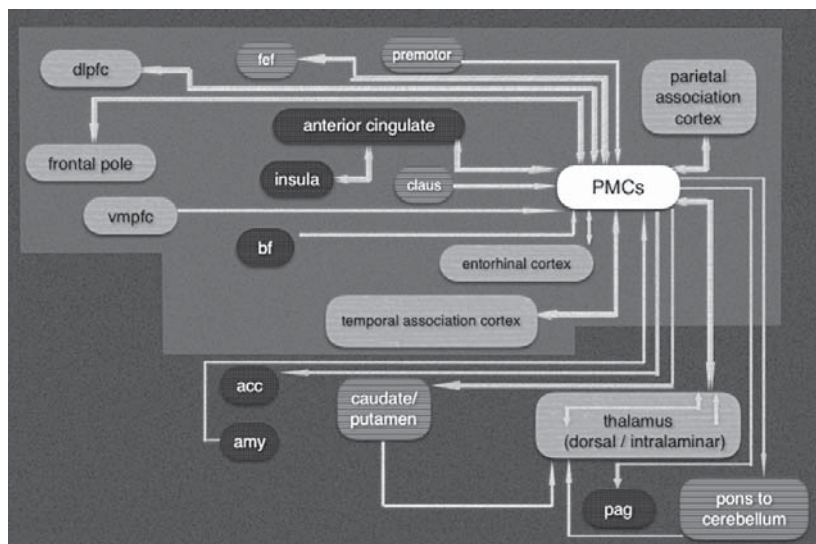 fef
premotor
dlpfc
parietal
association
cortex
anterior cingulate
frontal pole
insula
claus
PMCs
vmpfc
bf
entorhinal cortex
temporal association cortex
acc
caudate/
putamen
thalamus
(dorsal / intralaminar)
amy
pag
pons to
cerebellum